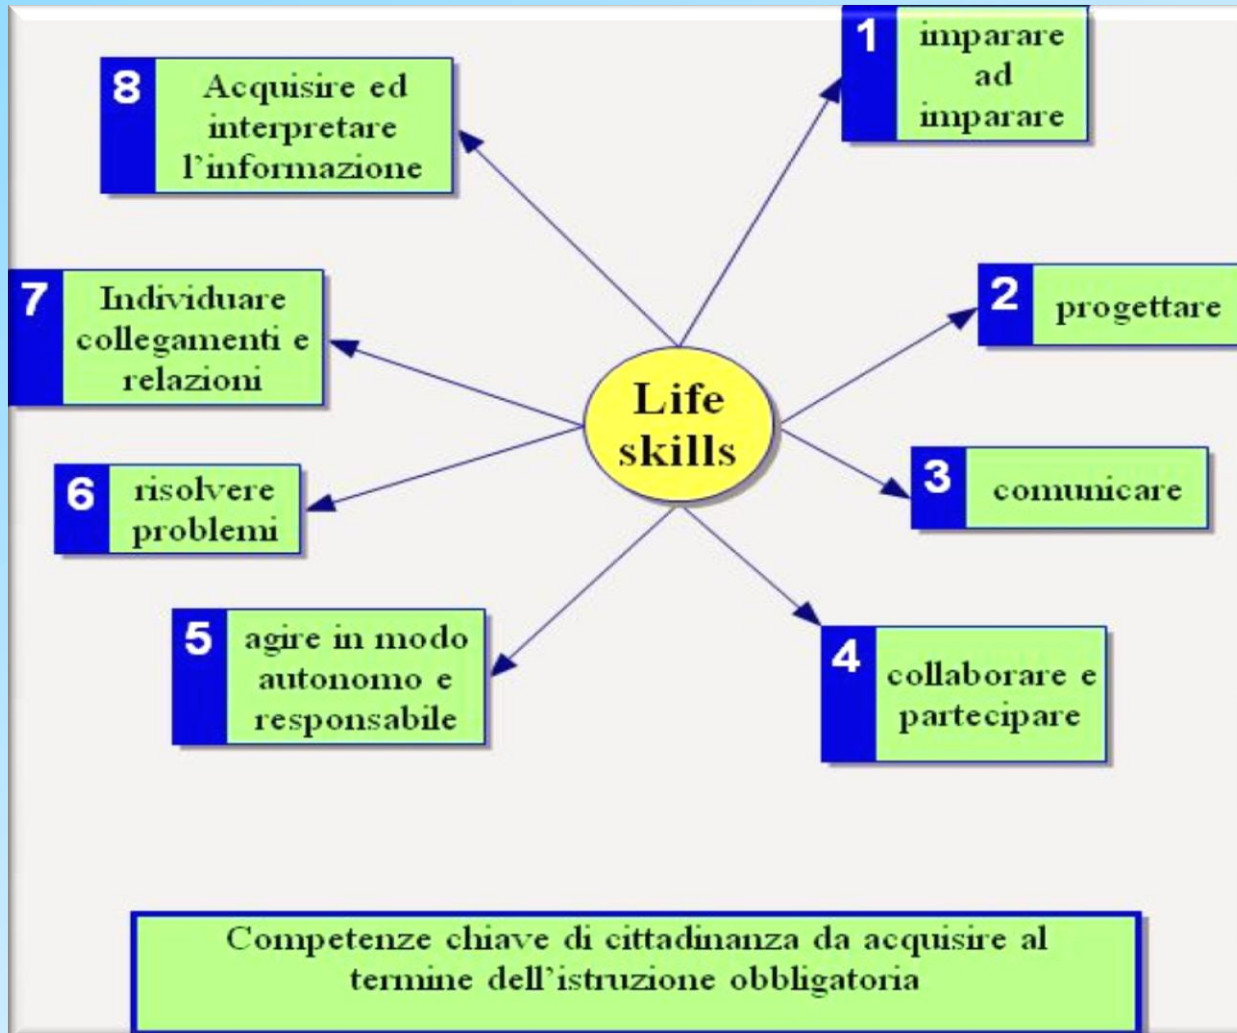 Life
skills
1
imparare
ad
imparare
2
progettare
3
comunicare
4
collaborare e
partecipare
5
agire in modo
autonomo e
responsabile
6
risolvere
problemi
7
Individuare
collegamenti e
relazioni
8
Acquisire ed
interpretare
l'informazione
Competenze chiave di cittadinanza da acquisire al
termine dell'istruzione obbligatoria